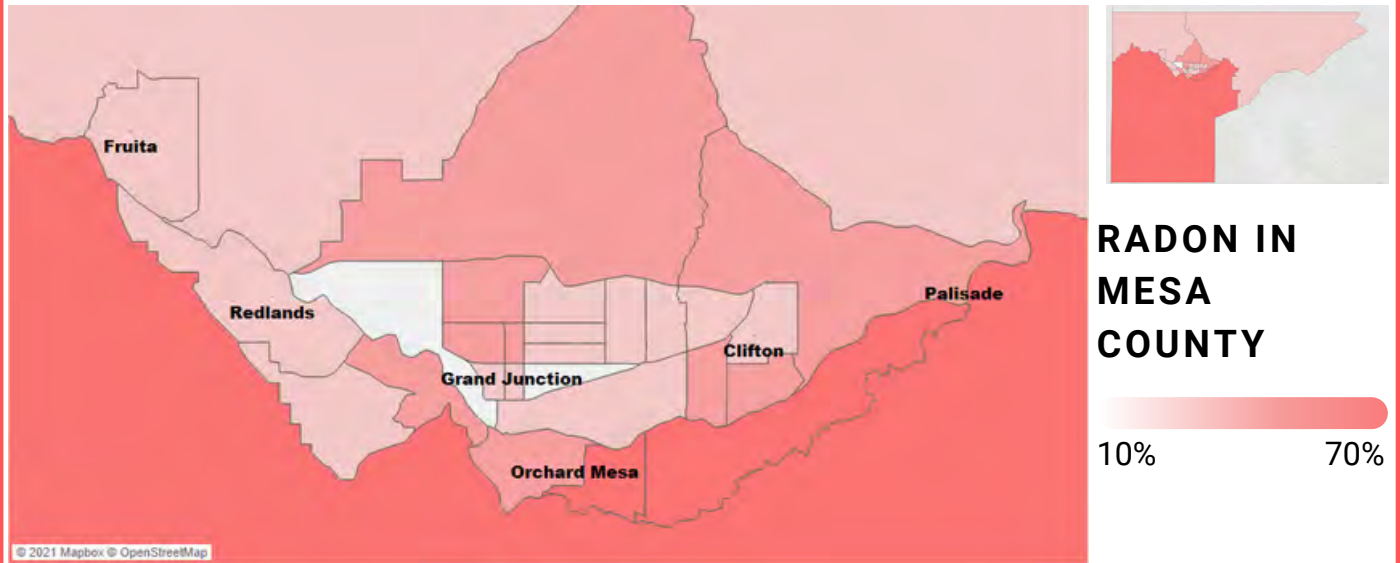 Fruita
Redlands
Palisade
Clifton
Grand Junction
Orchard Mesa
© 2021 Mapbox © OpenStreetMap
RADON IN
MESA
COUNTY
10% 70%